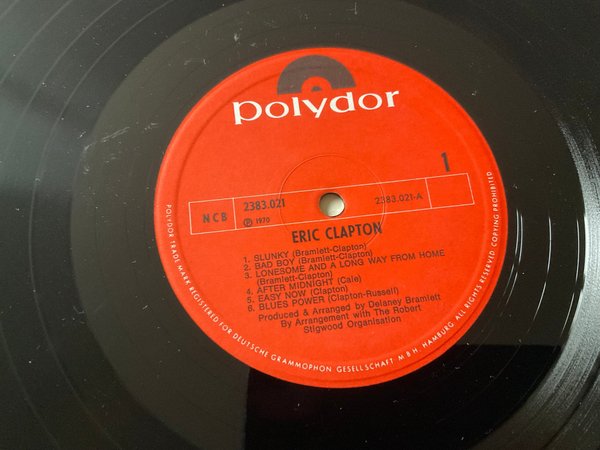 polydor
1
NCB
2383.021
℗ 1970
2383.021-A
ERIC CLAPTON
1. SLUNKY (Bramlett-Clapton)
2. BAD BOY (Bramlett-Clapton)
3. LONESOME AND A LONG WAY FROM HOME
(Bramlett-Clapton)
4. AFTER MIDNIGHT (Cale)
5. EASY NOW (Clapton)
6. BLUES POWER (Clapton-Russell)
Produced & Arranged by Delaney Bramlett
By Arrangement with The Robert
Stigwood Organisation
POLYDOR TRADE MARK REGISTERED FOR DEUTSCHE GRAMMOPHON GESELLSCHAFT M·B·H· HAMBURG ALL RIGHTS RESERVED. COPYING PROHIBITED